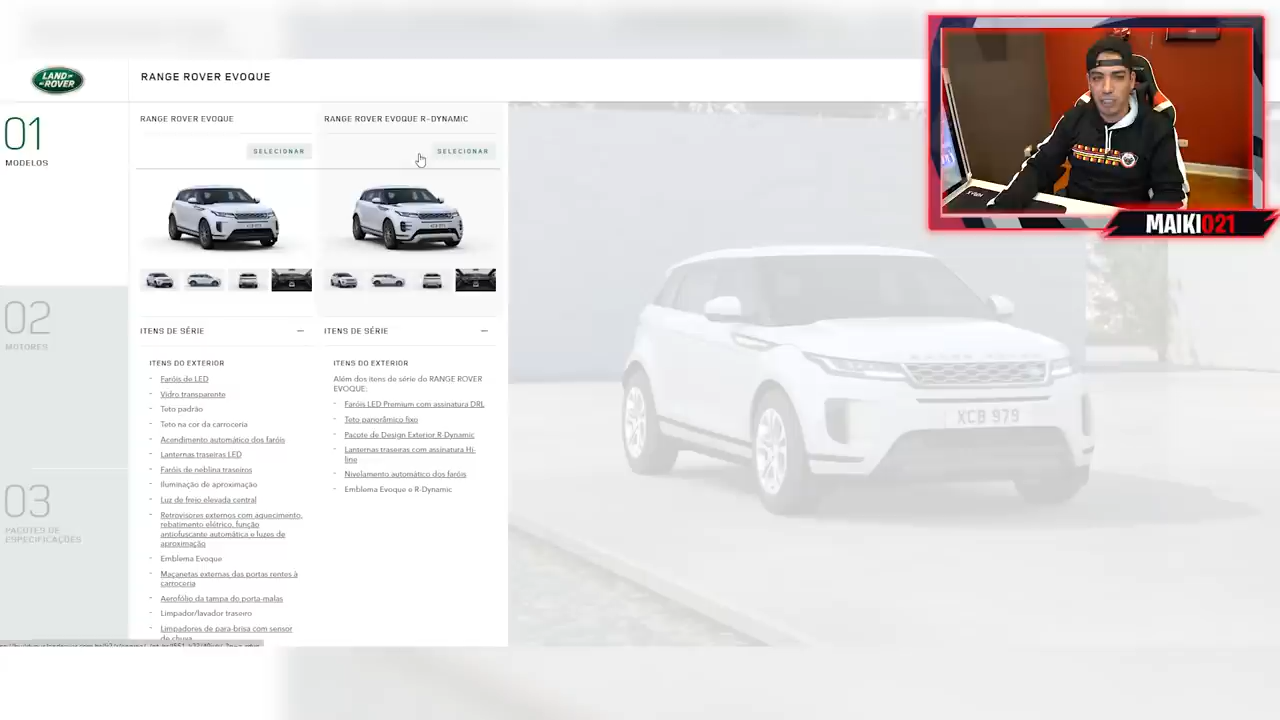 LAND-
ROVER
RANGE ROVER EVOQUE
01
MODELOS
02
MOTORES
03
PACOTES DE
ESPECIFICAÇÕES
RANGE ROVER EVOQUE
SELECIONAR
ITENS DE SÉRIE
ITENS DO EXTERIOR
- Faróis de LED
- Vidro transparente
- Teto padrão
- Teto na cor da carroceria
- Acendimento automático dos faróis
- Lanternas traseiras LED
- Faróis de neblina traseiros
- Iluminação de aproximação
- Luz de freio elevada central
- Retrovisores externos com aquecimento,
rebatimento elétrico, função
antiofuscante automática e luzes de
aproximação
- Emblema Evoque
- Maçanetas externas das portas rentes à
carroceria
- Aerofólio da tampa do porta-malas
- Limpador/lavador traseiro
- Limpadores de para-brisa com sensor
de chuva
RANGE ROVER EVOQUE R-DYNAMIC
SELECIONAR
ITENS DE SÉRIE
ITENS DO EXTERIOR
Além dos itens de série do RANGE ROVER
EVOQUE:
- Faróis LED Premium com assinatura DRL
- Teto panorâmico fixo
- Pacote de Design Exterior R-Dynamic
- Lanternas traseiras com assinatura Hi-
line
- Nivelamento automático dos faróis
- Emblema Evoque e R-Dynamic
XCB 979
MAIKI021